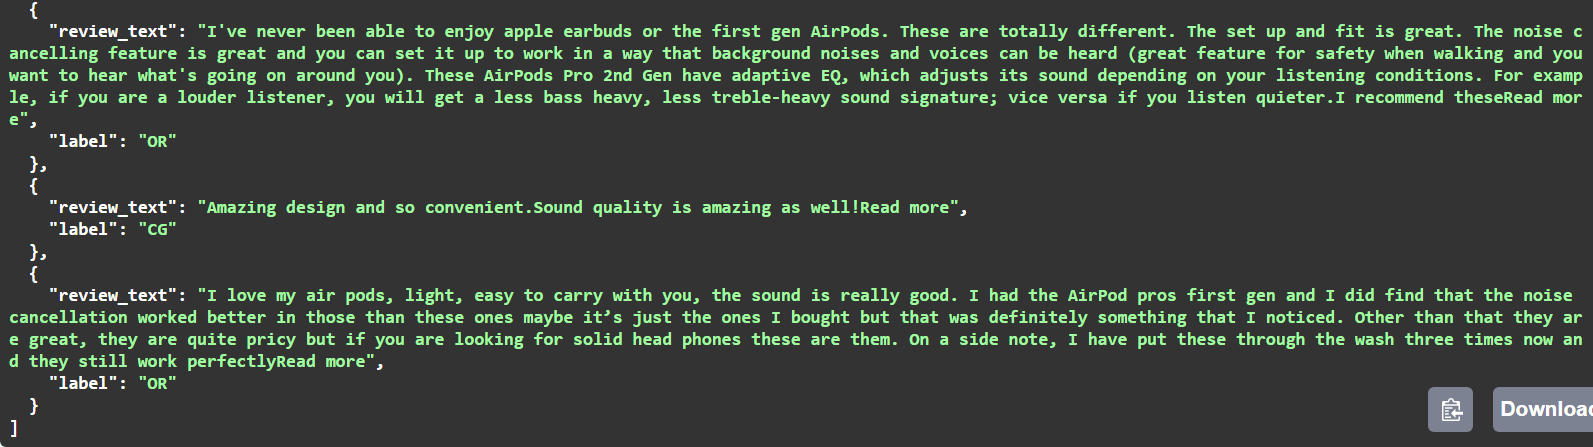 {
"review_text": "I've never been able to enjoy apple earbuds or the first gen AirPods. These are totally different. The set up and fit is great. The noise c
ancelling feature is great and you can set it up to work in a way that background noises and voices can be heard (great feature for safety when walking and you
want to hear what's going on around you). These AirPods Pro 2nd Gen have adaptive EQ, which adjusts its sound depending on your listening conditions. For examp
le, if you are a louder listener, you will get a less bass heavy, less treble-heavy sound signature; vice versa if you listen quieter.I recommend theseRead mor
e",
"label": "OR"
},
{
"review_text": "Amazing design and so convenient.Sound quality is amazing as well!Read more",
"label": "CG"
},
{
"review_text": "I love my air pods, light, easy to carry with you, the sound is really good. I had the AirPod pros first gen and I did find that the noise
cancellation worked better in those than these ones maybe it’s just the ones I bought but that was definitely something that I noticed. Other than that they ar
e great, they are quite pricy but if you are looking for solid head phones these are them. On a side note, I have put these through the wash three times now an
d they still work perfectlyRead more",
"label": "OR"
}
]
Downloa